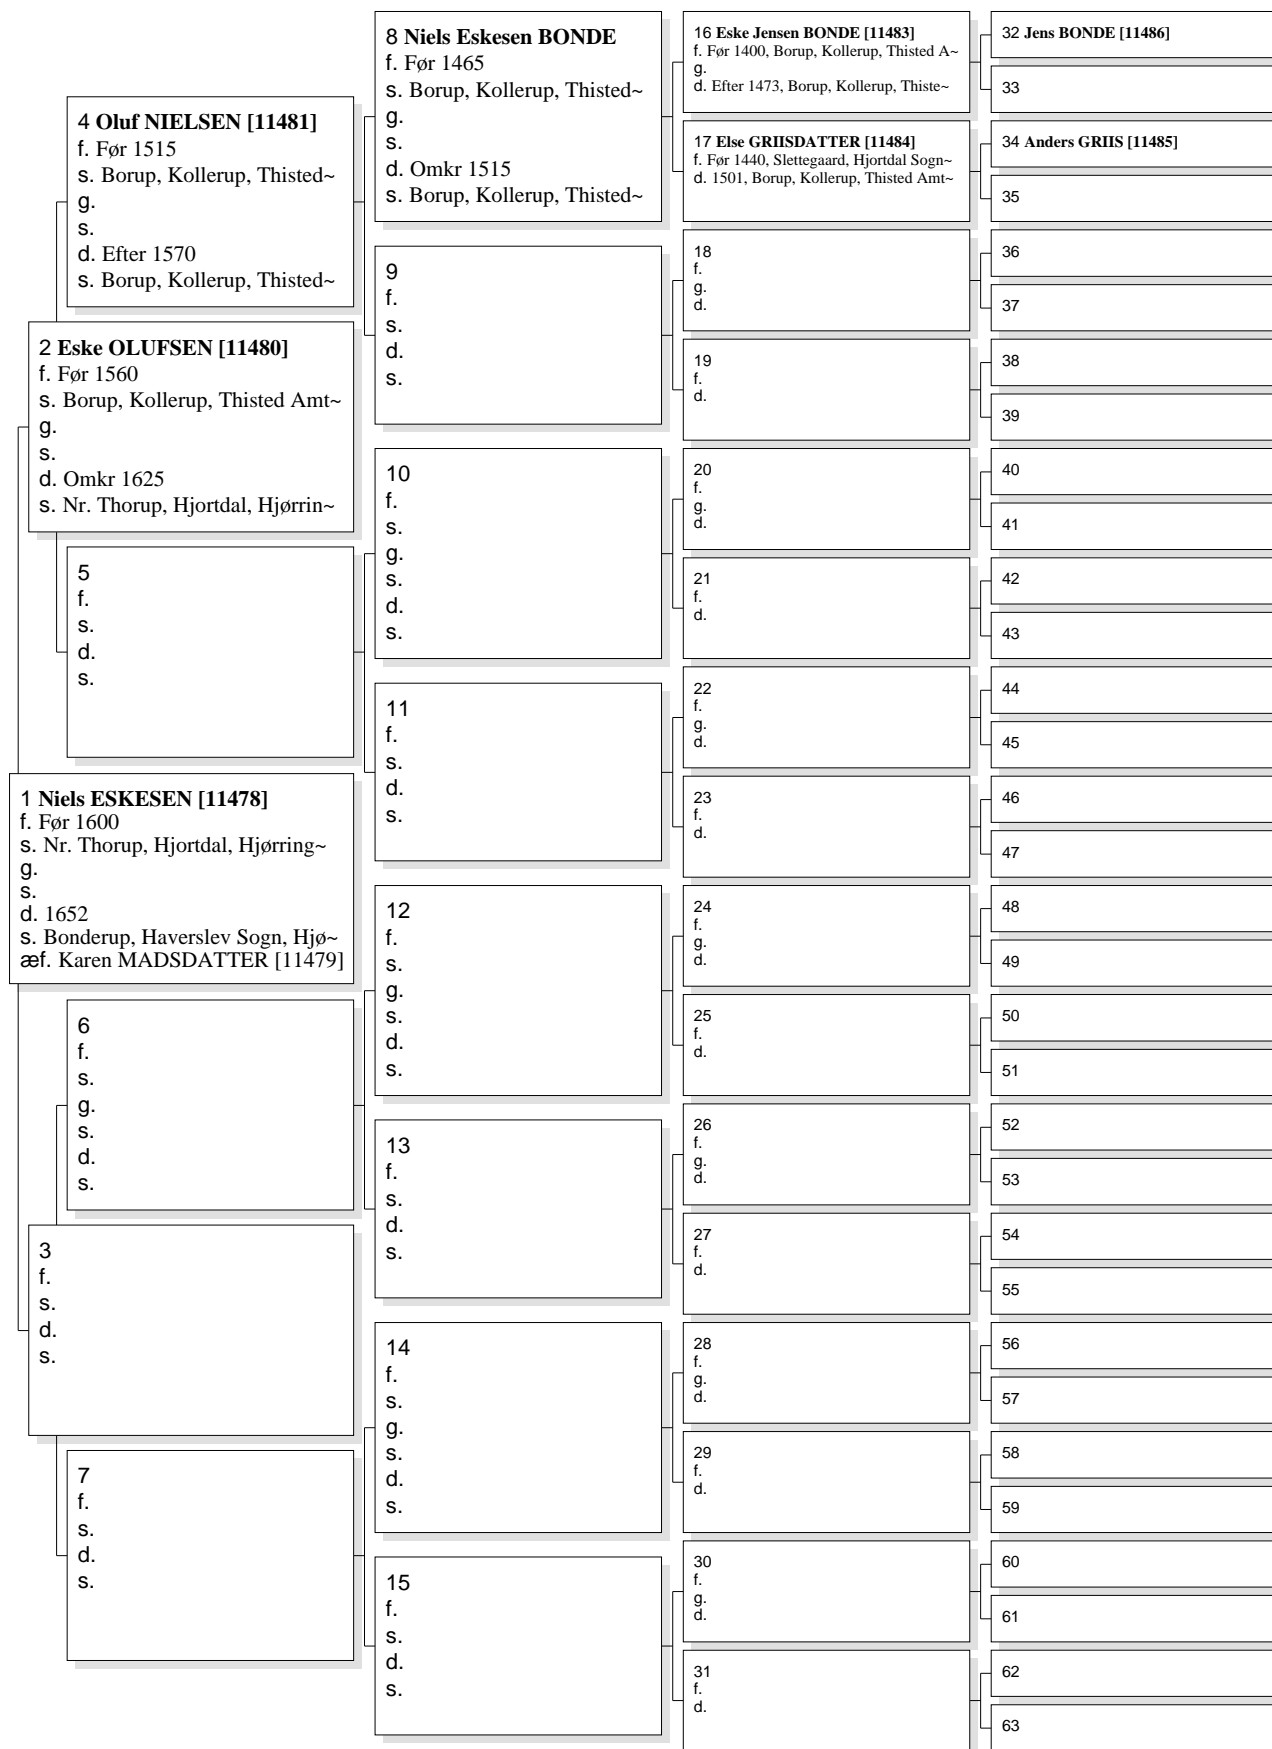 8 Niels Eskesen BONDE
f. Før 1465
s. Borup, Kollerup, Thisted~
g.
s.
d. Omkr 1515
s. Borup, Kollerup, Thisted~
16 Eske Jensen BONDE [11483]
f. Før 1400, Borup, Kollerup, Thisted A~
g.
d. Efter 1473, Borup, Kollerup, Thiste~
32 Jens BONDE [11486]
33
4 Oluf NIELSEN [11481]
f. Før 1515
s. Borup, Kollerup, Thisted~
g.
s.
d. Efter 1570
s. Borup, Kollerup, Thisted~
17 Else GRIISDATTER [11484]
f. Før 1440, Slettegaard, Hjortdal Sogn~
d. 1501, Borup, Kollerup, Thisted Amt~
34 Anders GRIIS [11485]
35
9
f.
s.
d.
s.
18
f.
g.
d.
36
37
2 Eske OLUFSEN [11480]
f. Før 1560
s. Borup, Kollerup, Thisted Amt~
g.
s.
d. Omkr 1625
s. Nr. Thorup, Hjortdal, Hjørrin~
19
f.
d.
38
39
10
f.
s.
g.
s.
d.
s.
20
f.
g.
d.
40
41
5
f.
s.
d.
s.
21
f.
d.
42
43
11
f.
s.
d.
s.
22
f.
g.
d.
44
45
1 Niels ESKESEN [11478]
f. Før 1600
s. Nr. Thorup, Hjortdal, Hjørring~
g.
s.
d. 1652
s. Bonderup, Haverslev Sogn, Hjø~
æf. Karen MADSDATTER [11479]
23
f.
d.
46
47
12
f.
s.
g.
s.
d.
s.
24
f.
g.
d.
48
49
6
f.
s.
g.
s.
d.
s.
25
f.
d.
50
51
13
f.
s.
d.
s.
26
f.
g.
d.
52
53
3
f.
s.
d.
s.
27
f.
d.
54
55
14
f.
s.
g.
s.
d.
s.
28
f.
g.
d.
56
57
7
f.
s.
d.
s.
29
f.
d.
58
59
15
f.
s.
d.
s.
30
f.
g.
d.
60
61
31
f.
d.
62
63